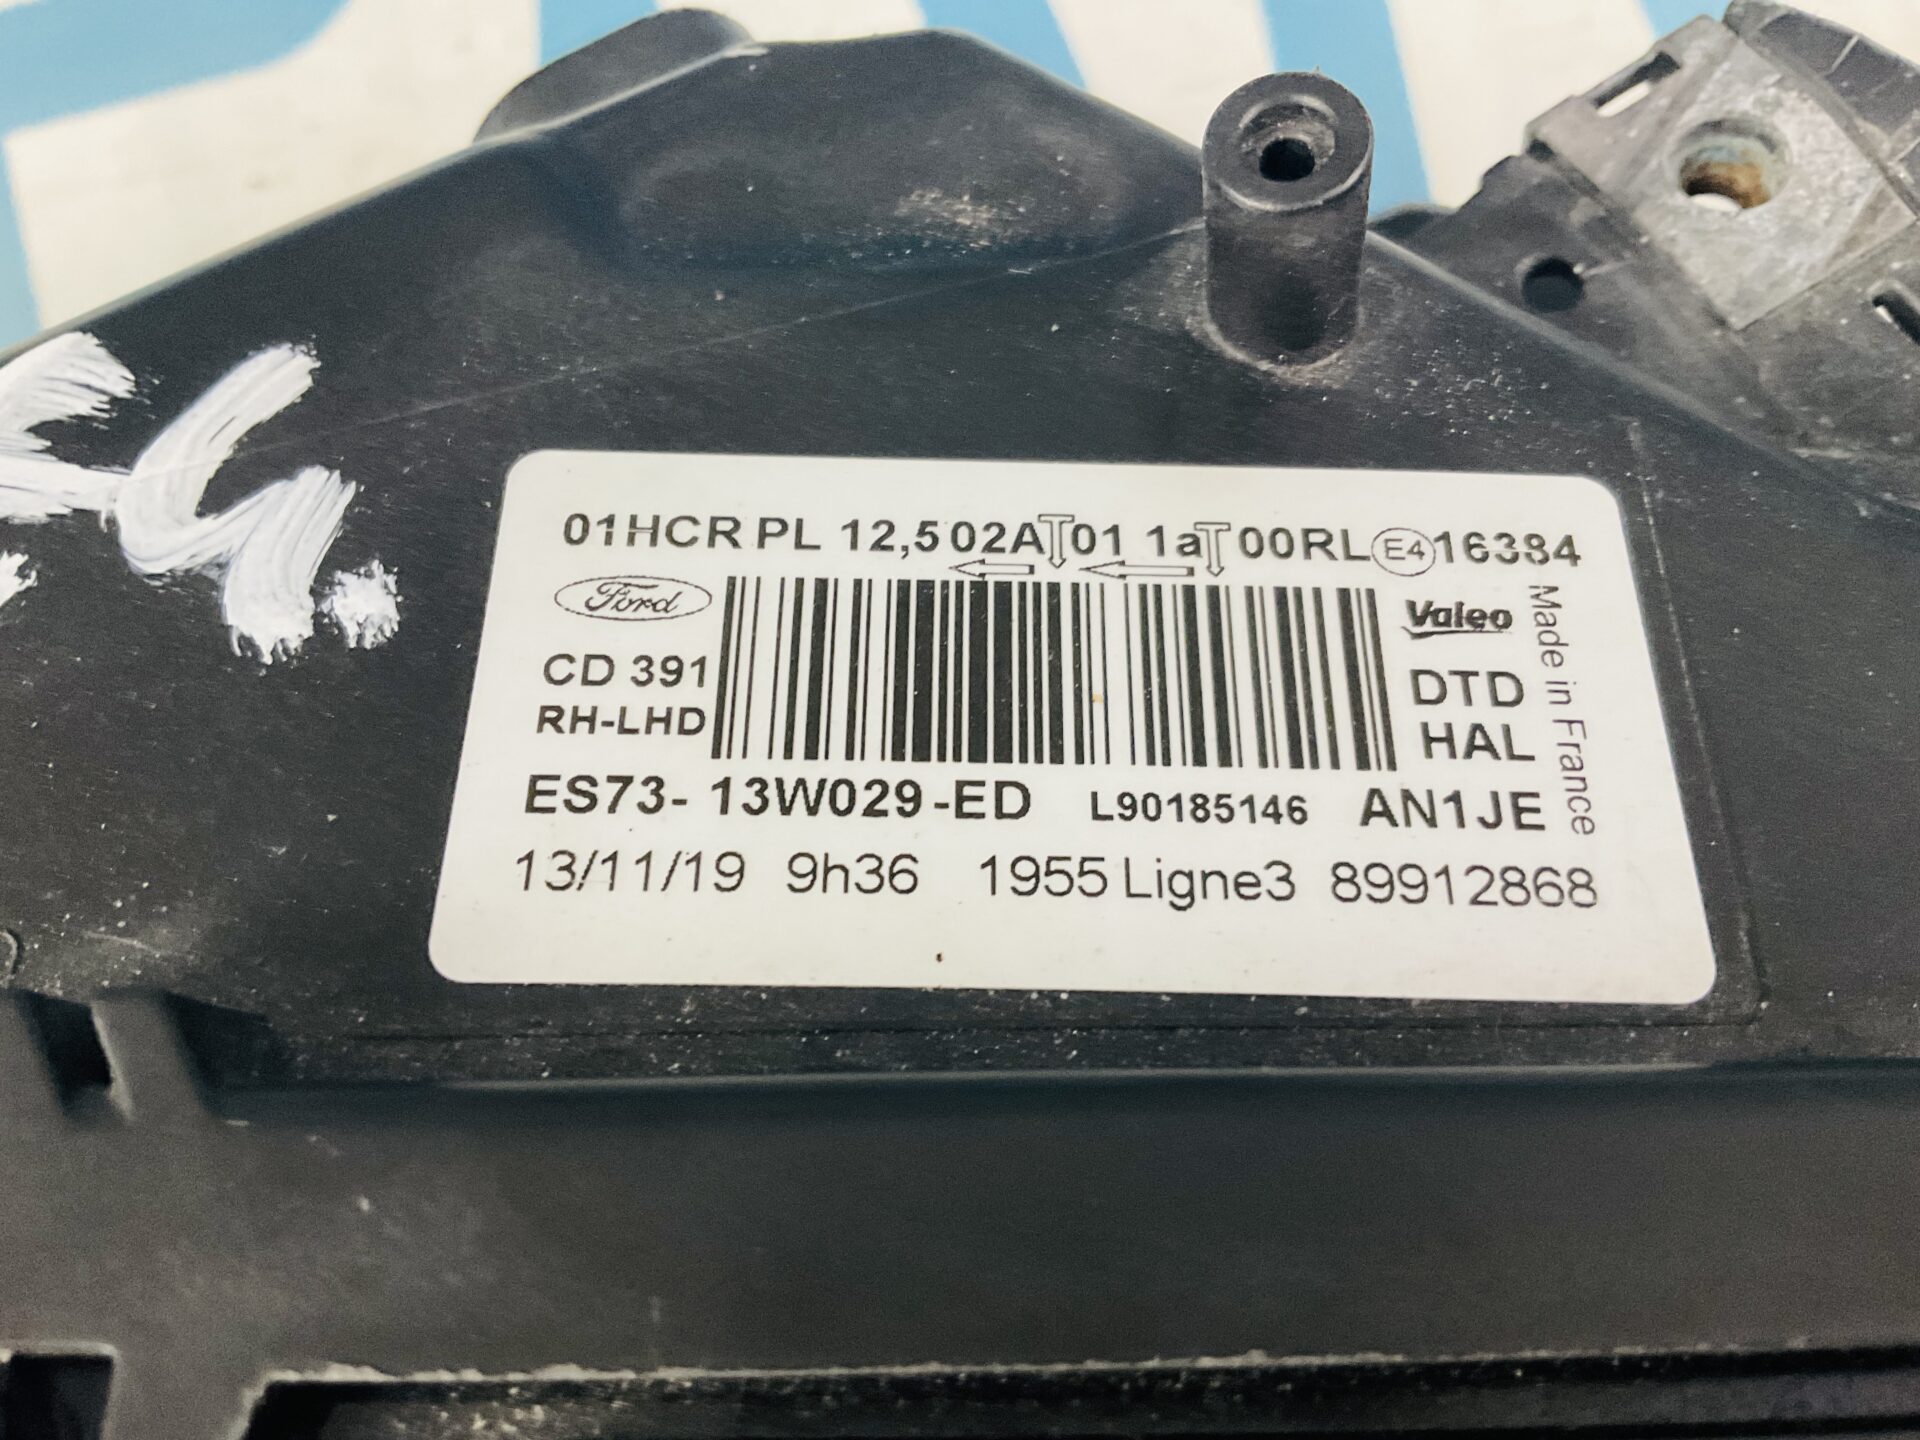 01HCR PL 12,5 02A 01 1a 00RL E4 16384
Ford
Valeo
CD 391
DTD
RH-LHD
HAL
Made in France
ES73- 13W029 -ED L90185146 AN1JE
13/11/19 9h36 1955 Ligne3 89912868